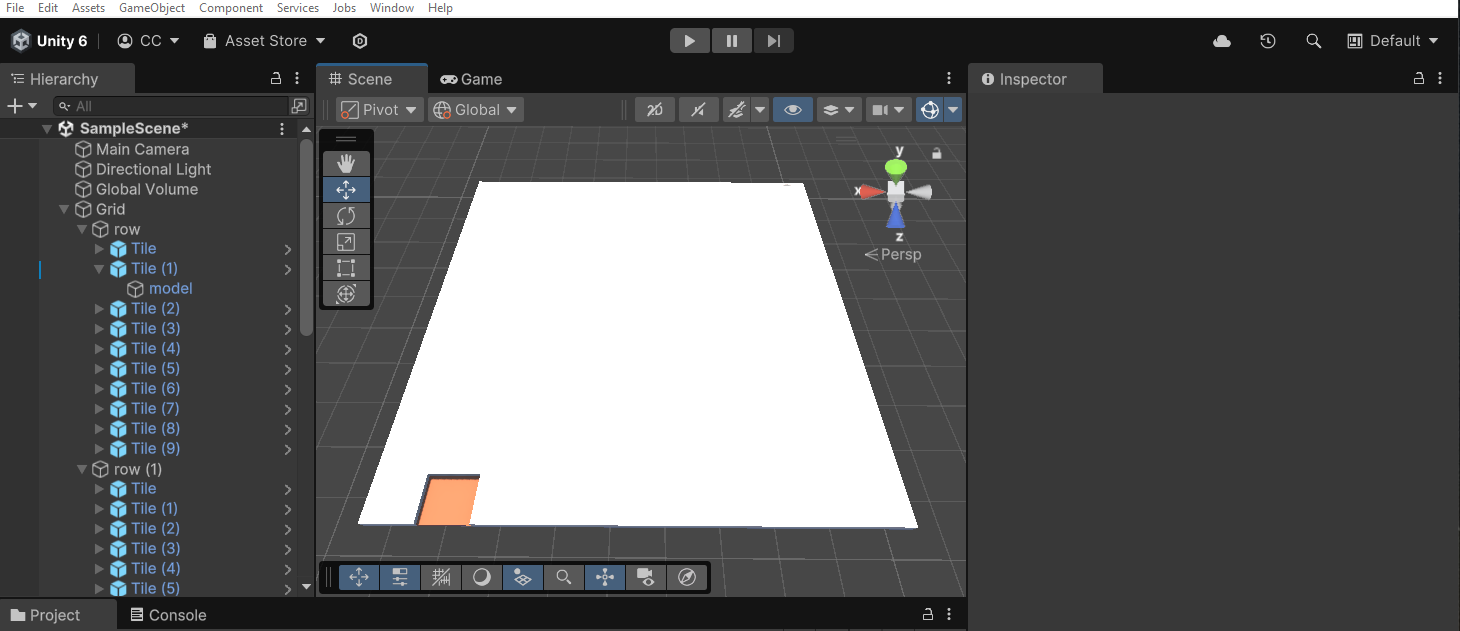 File Edit Assets GameObject Component Services Jobs Window Help
Unity 6 CC Asset Store Default
Hierarchy Scene Game Inspector
All Pivot Global 2D
SampleScene*
Main Camera
Directional Light
Global Volume
Grid
row
Tile
Tile (1)
model
Tile (2)
Tile (3)
Tile (4)
Tile (5)
Tile (6)
Tile (7)
Tile (8)
Tile (9)
row (1)
Tile
Tile (1)
Tile (2)
Tile (3)
Tile (4)
Tile (5)
y
x
z
Persp
Project Console